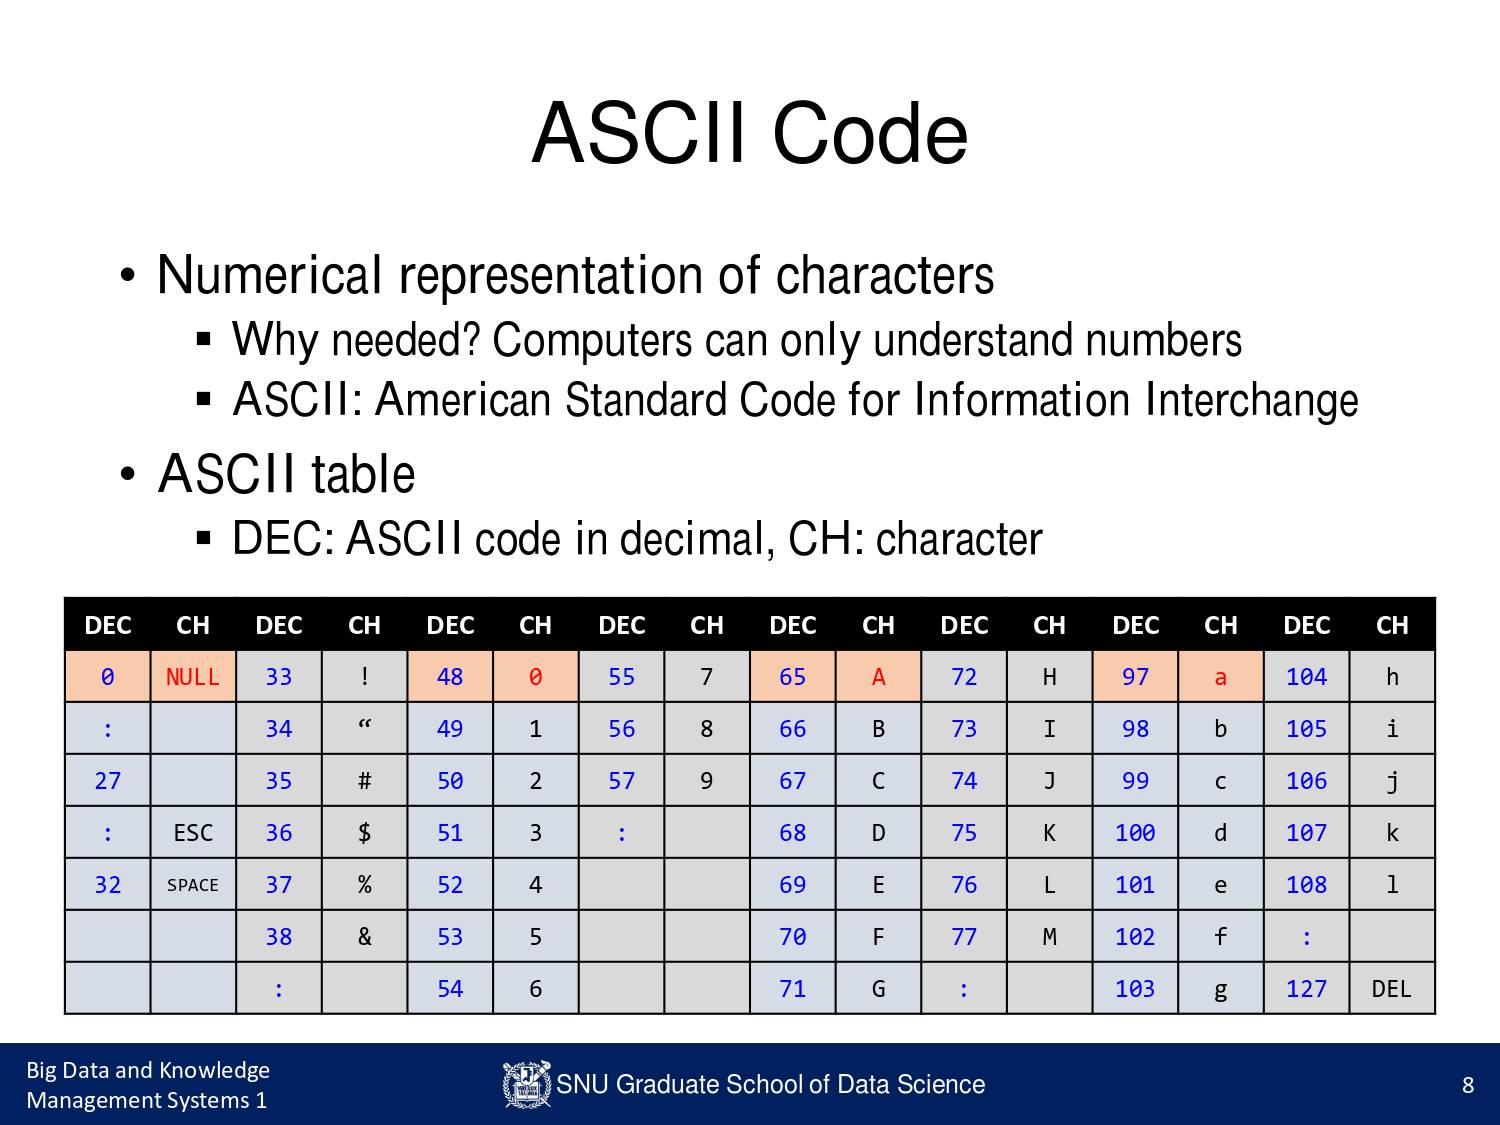 ASCII Code
• Numerical representation of characters
▪ Why needed? Computers can only understand numbers
▪ ASCII: American Standard Code for Information Interchange
• ASCII table
▪ DEC: ASCII code in decimal, CH: character
DEC CH DEC CH DEC CH DEC CH DEC CH DEC CH DEC CH DEC CH
0 NULL 33 ! 48 0 55 7 65 A 72 H 97 a 104 h
: 34 “ 49 1 56 8 66 B 73 I 98 b 105 i
27 35 # 50 2 57 9 67 C 74 J 99 c 106 j
: ESC 36 $ 51 3 : 68 D 75 K 100 d 107 k
32 SPACE 37 % 52 4 69 E 76 L 101 e 108 l
38 & 53 5 70 F 77 M 102 f :
: 54 6 71 G : 103 g 127 DEL
Big Data and Knowledge
Management Systems 1
SNU Graduate School of Data Science
8